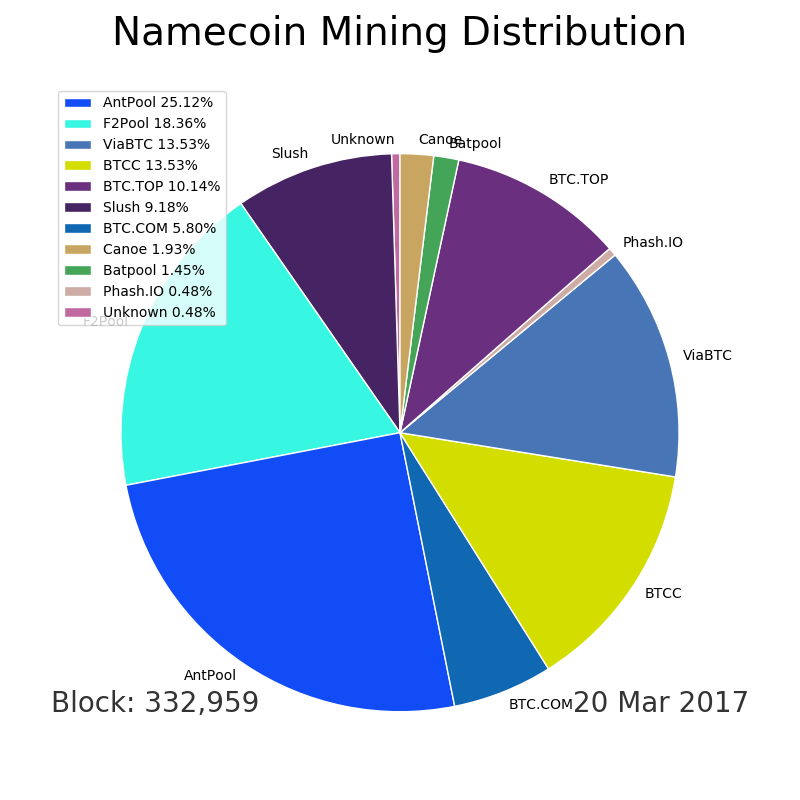 Namecoin Mining Distribution
AntPool 25.12%
F2Pool 18.36%
ViaBTC 13.53%
BTCC 13.53%
BTC.TOP 10.14%
Slush 9.18%
BTC.COM 5.80%
Canoe 1.93%
Batpool 1.45%
Phash.IO 0.48%
Unknown 0.48%
Unknown
Canoe
Batpool
Slush
BTC.TOP
Phash.IO
F2Pool
ViaBTC
BTCC
AntPool
BTC.COM
Block: 332,959
20 Mar 2017